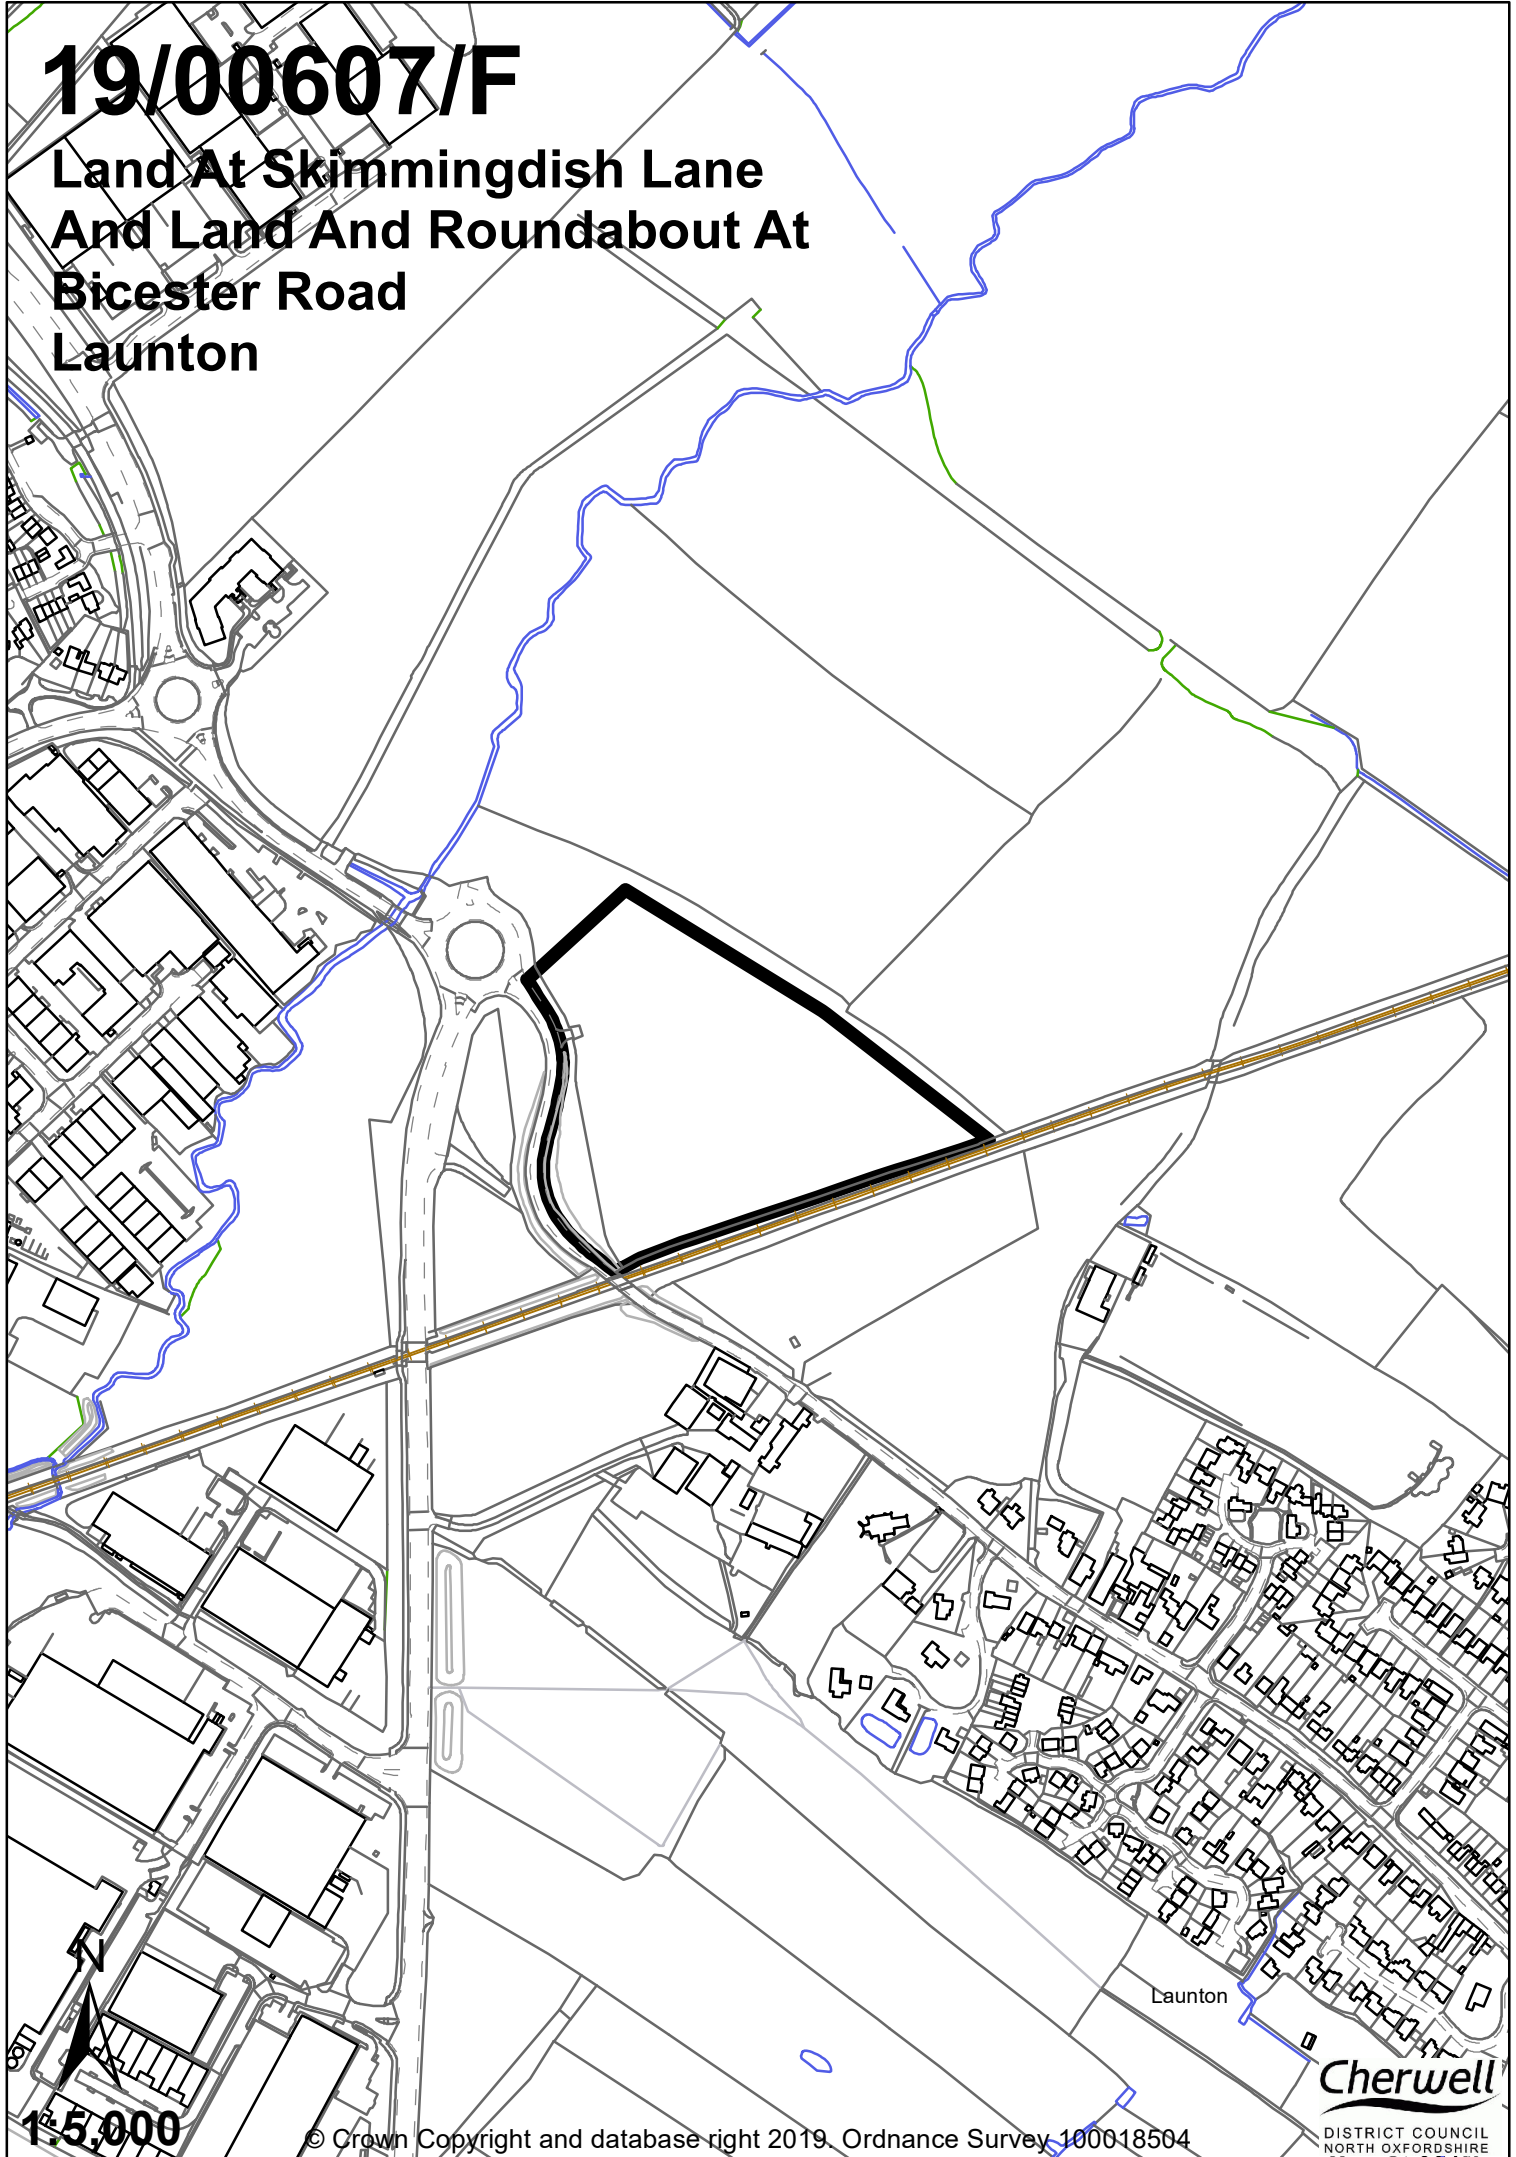 19/00607/F
Land At Skimmingdish Lane
And Land And Roundabout At
Bicester Road
Launton
Launton
N
1:5,000
© Crown Copyright and database right 2019. Ordnance Survey 100018504
Cherwell
DISTRICT COUNCIL
NORTH OXFORDSHIRE